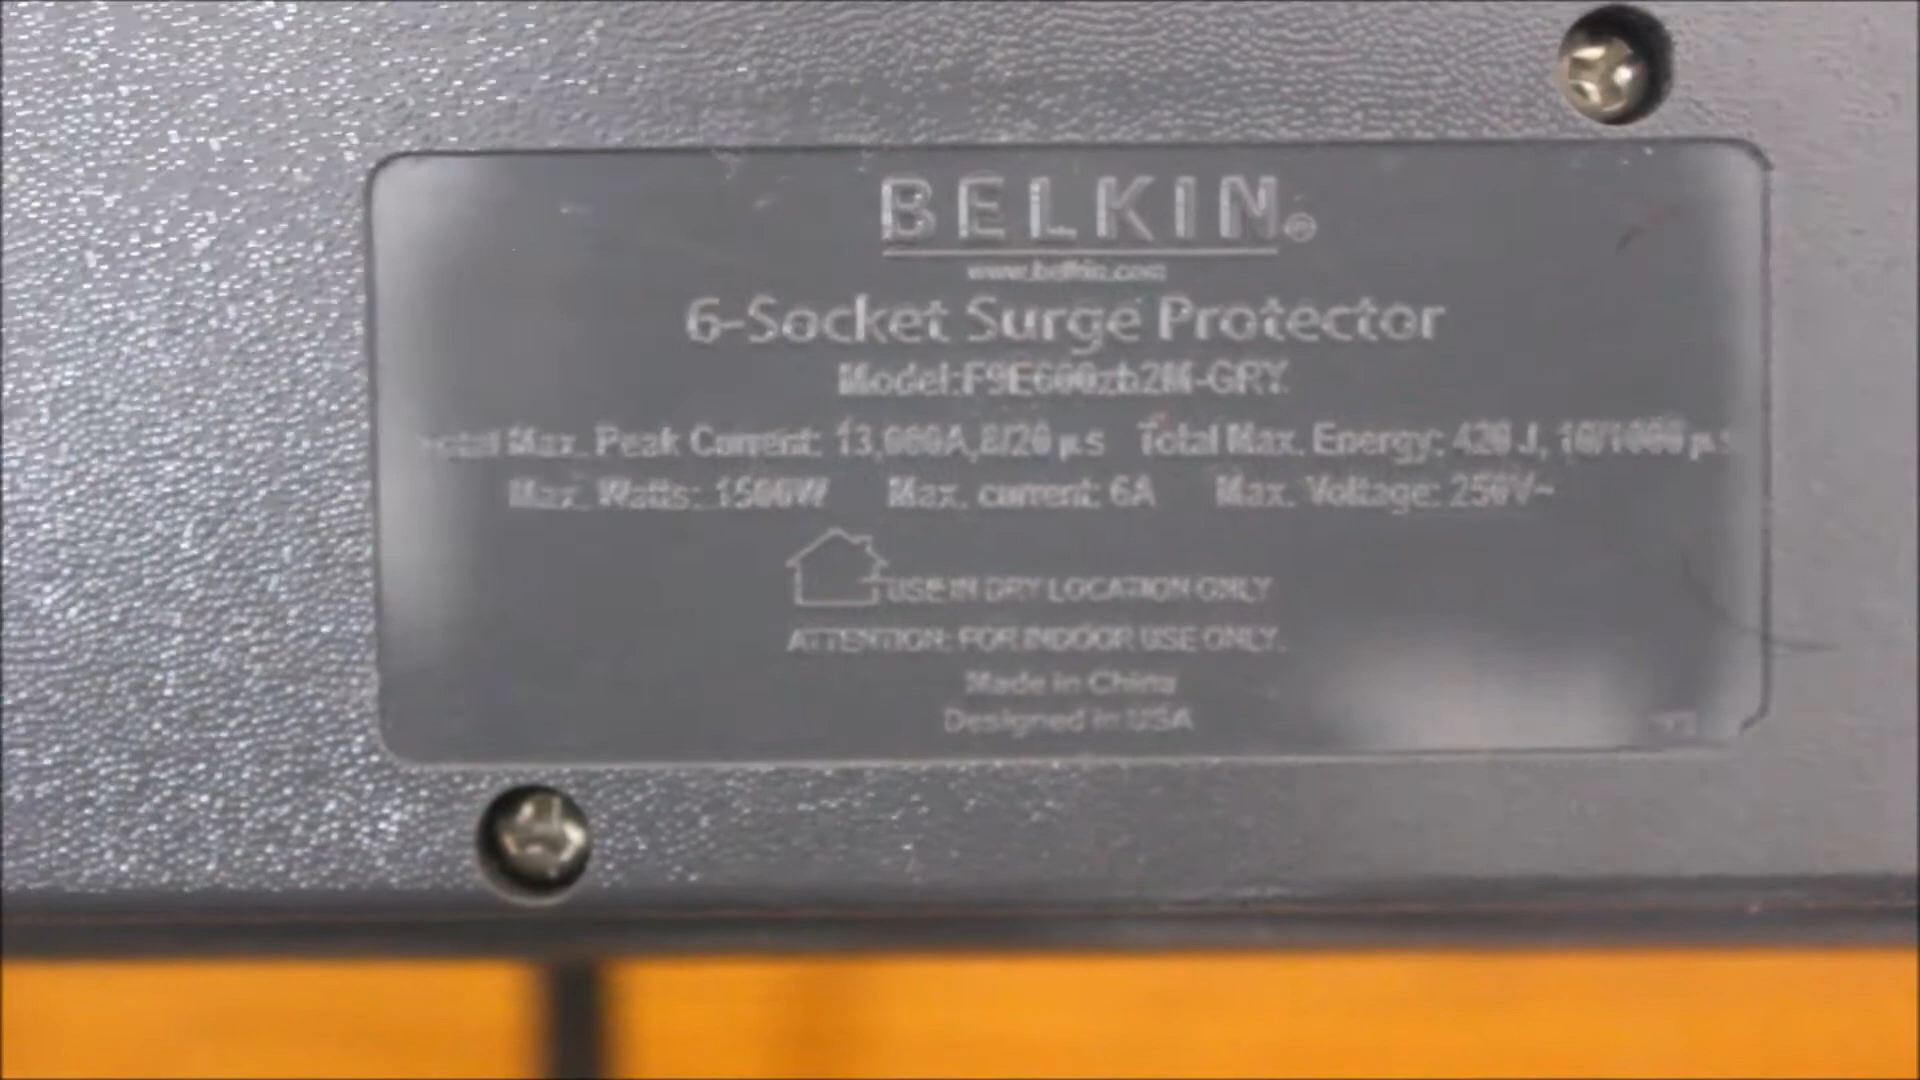 BELKIN®
www.belkin.com
6-Socket Surge Protector
Model:F9E600zb2M-GRY
Total Max. Peak Current: 13,000A,8/20 µs Total Max. Energy: 420 J, 10/1000 µs
Max. Watts: 1500W Max. current: 6A Max. Voltage: 250V~
USE IN DRY LOCATION ONLY
ATTENTION: FOR INDOOR USE ONLY.
Made in China
Designed in USA